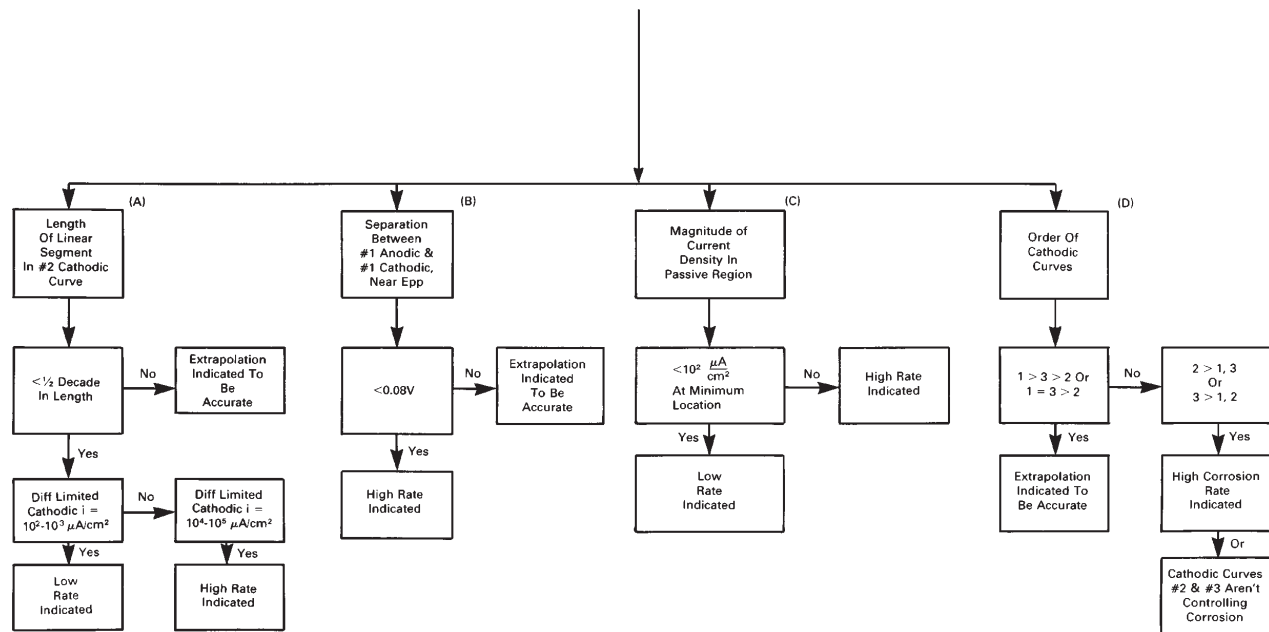 (A)
Length
Of Linear
Segment
In #2 Cathodic
Curve
<½ Decade
In Length
No
Extrapolation
Indicated To
Be
Accurate
Yes
Diff Limited
Cathodic i =
10²-10³ μA/cm²
No
Diff Limited
Cathodic i =
10⁴-10⁵ μA/cm²
Yes
Low
Rate
Indicated
Yes
High Rate
Indicated
(B)
Separation
Between
#1 Anodic &
#1 Cathodic,
Near Epp
<0.08V
No
Extrapolation
Indicated
To Be
Accurate
Yes
High Rate
Indicated
(C)
Magnitude of
Current
Density In
Passive Region
<10² μA/cm²
At Minimum
Location
No
High Rate
Indicated
Yes
Low
Rate
Indicated
(D)
Order Of
Cathodic
Curves
1 > 3 > 2 Or
1 = 3 > 2
No
2 > 1, 3
Or
3 > 1, 2
Yes
Extrapolation
Indicated To
Be Accurate
Yes
High Corrosion
Rate
Indicated
Or
Cathodic Curves
#2 & #3 Aren't
Controlling
Corrosion